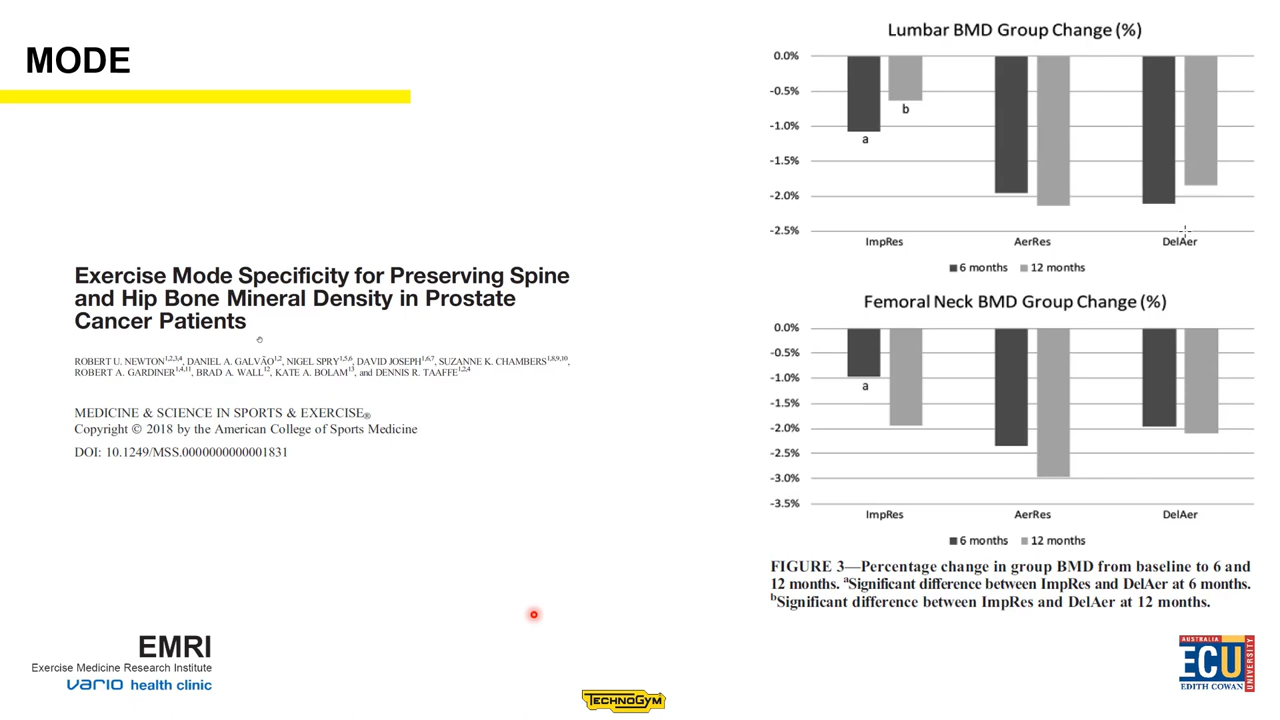 MODE
Exercise Mode Specificity for Preserving Spine
and Hip Bone Mineral Density in Prostate
Cancer Patients
ROBERT U. NEWTON1,2,3,4, DANIEL A. GALVÃO1,2, NIGEL SPRY1,5,6, DAVID JOSEPH1,6,7, SUZANNE K. CHAMBERS1,8,9,10,
ROBERT A. GARDINER1,4,11, BRAD A. WALL12, KATE A. BOLAM13, and DENNIS R. TAAFFE1,2,4
MEDICINE & SCIENCE IN SPORTS & EXERCISE®
Copyright © 2018 by the American College of Sports Medicine
DOI: 10.1249/MSS.0000000000001831
Lumbar BMD Group Change (%)
0.0%
-0.5%
-1.0%
-1.5%
-2.0%
-2.5%
a
b
ImpRes AerRes DelAer
6 months 12 months
Femoral Neck BMD Group Change (%)
0.0%
-0.5%
-1.0%
-1.5%
-2.0%
-2.5%
-3.0%
-3.5%
a
ImpRes AerRes DelAer
6 months 12 months
FIGURE 3—Percentage change in group BMD from baseline to 6 and
12 months. aSignificant difference between ImpRes and DelAer at 6 months.
bSignificant difference between ImpRes and DelAer at 12 months.
EMRI
Exercise Medicine Research Institute
VARIO health clinic
TECHNOGYM
AUSTRALIA
ECU
EDITH COWAN
UNIVERSITY